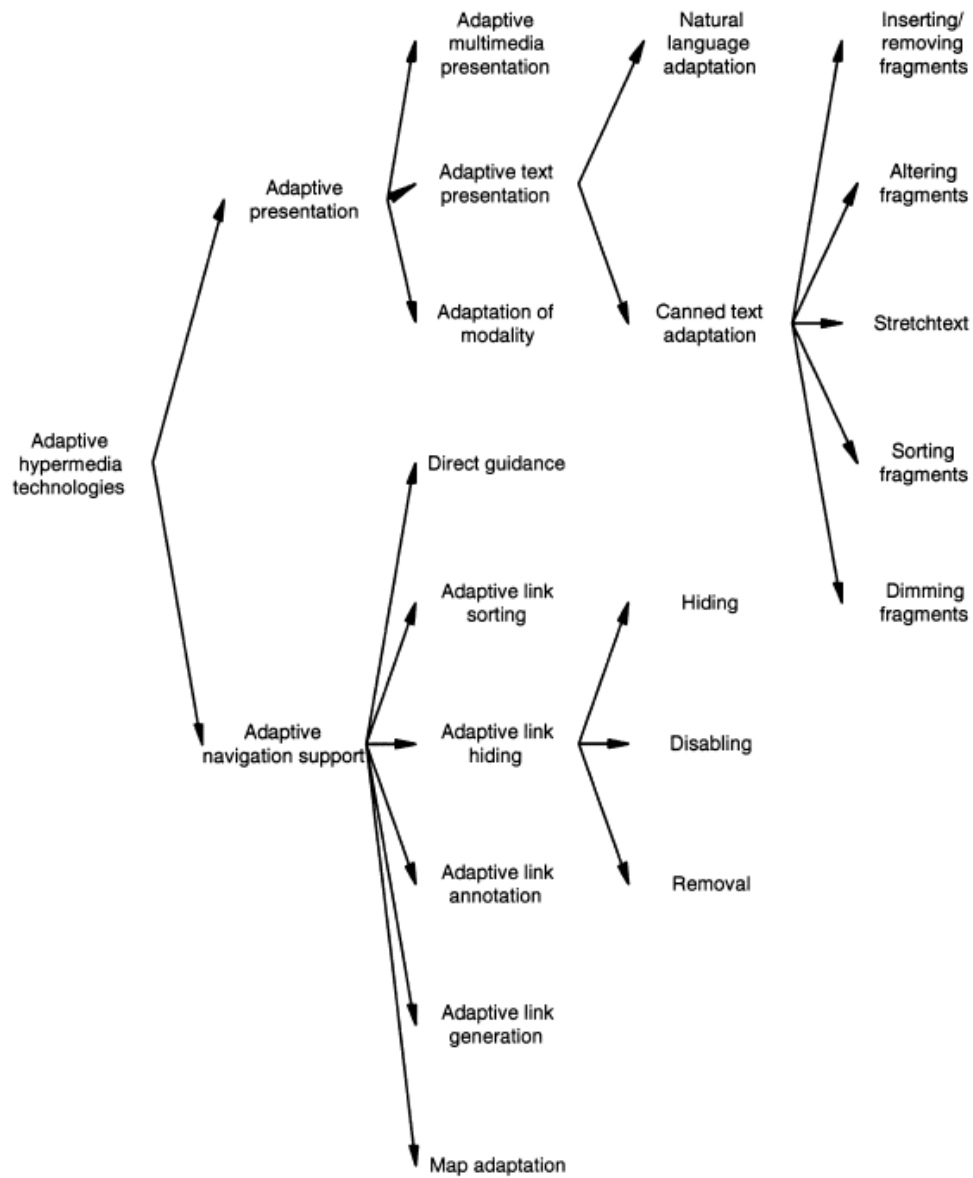 Adaptive
multimedia
presentation
Natural
language
adaptation
Inserting/
removing
fragments
Adaptive
presentation
Adaptive text
presentation
Altering
fragments
Adaptation of
modality
Canned text
adaptation
Stretchtext
Adaptive
hypermedia
technologies
Direct guidance
Sorting
fragments
Adaptive link
sorting
Hiding
Dimming
fragments
Adaptive
navigation support
Adaptive link
hiding
Disabling
Adaptive link
annotation
Removal
Adaptive link
generation
Map adaptation